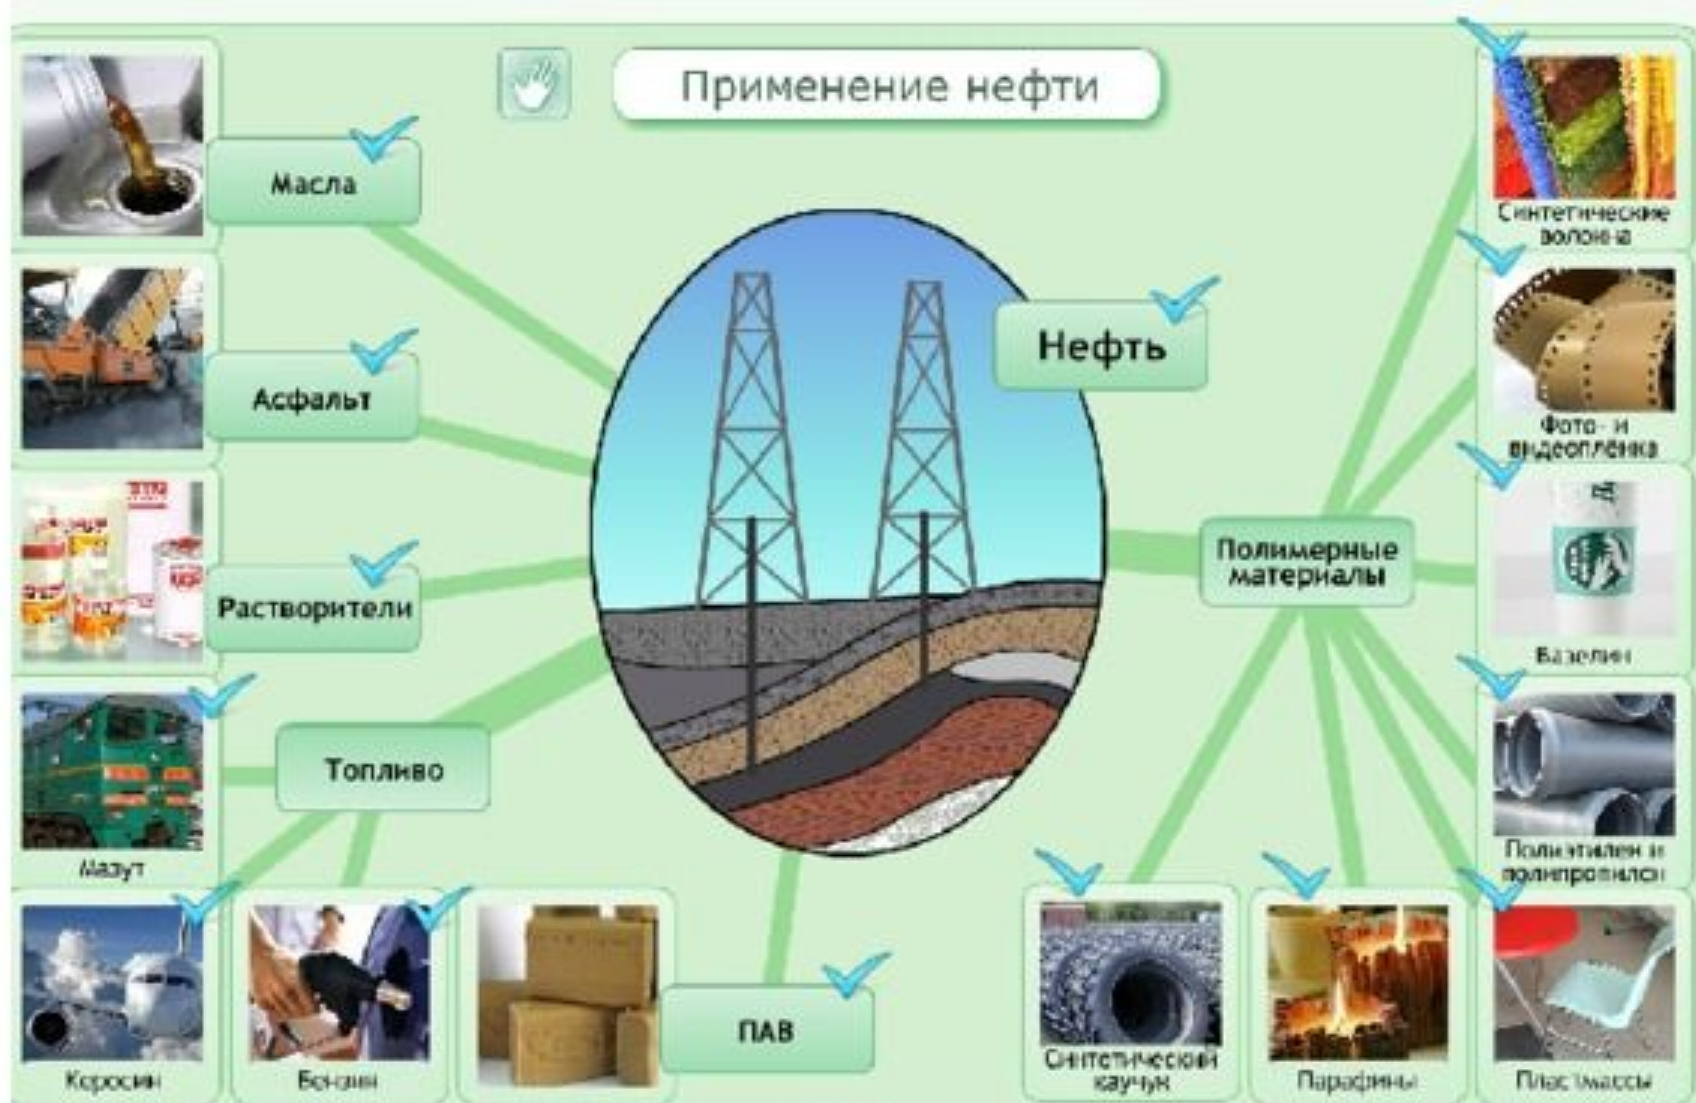 Применение нефти
Масла
Асфальт
Растворители
Топливо
Мазут
Керосин
Бензин
ПАВ
Нефть
Полимерные
материалы
Синтетические
волокна
Фото- и
видеоплёнка
Вазелин
Полиэтилен и
полипропилен
Синтетический
каучук
Парафины
Пластмассы